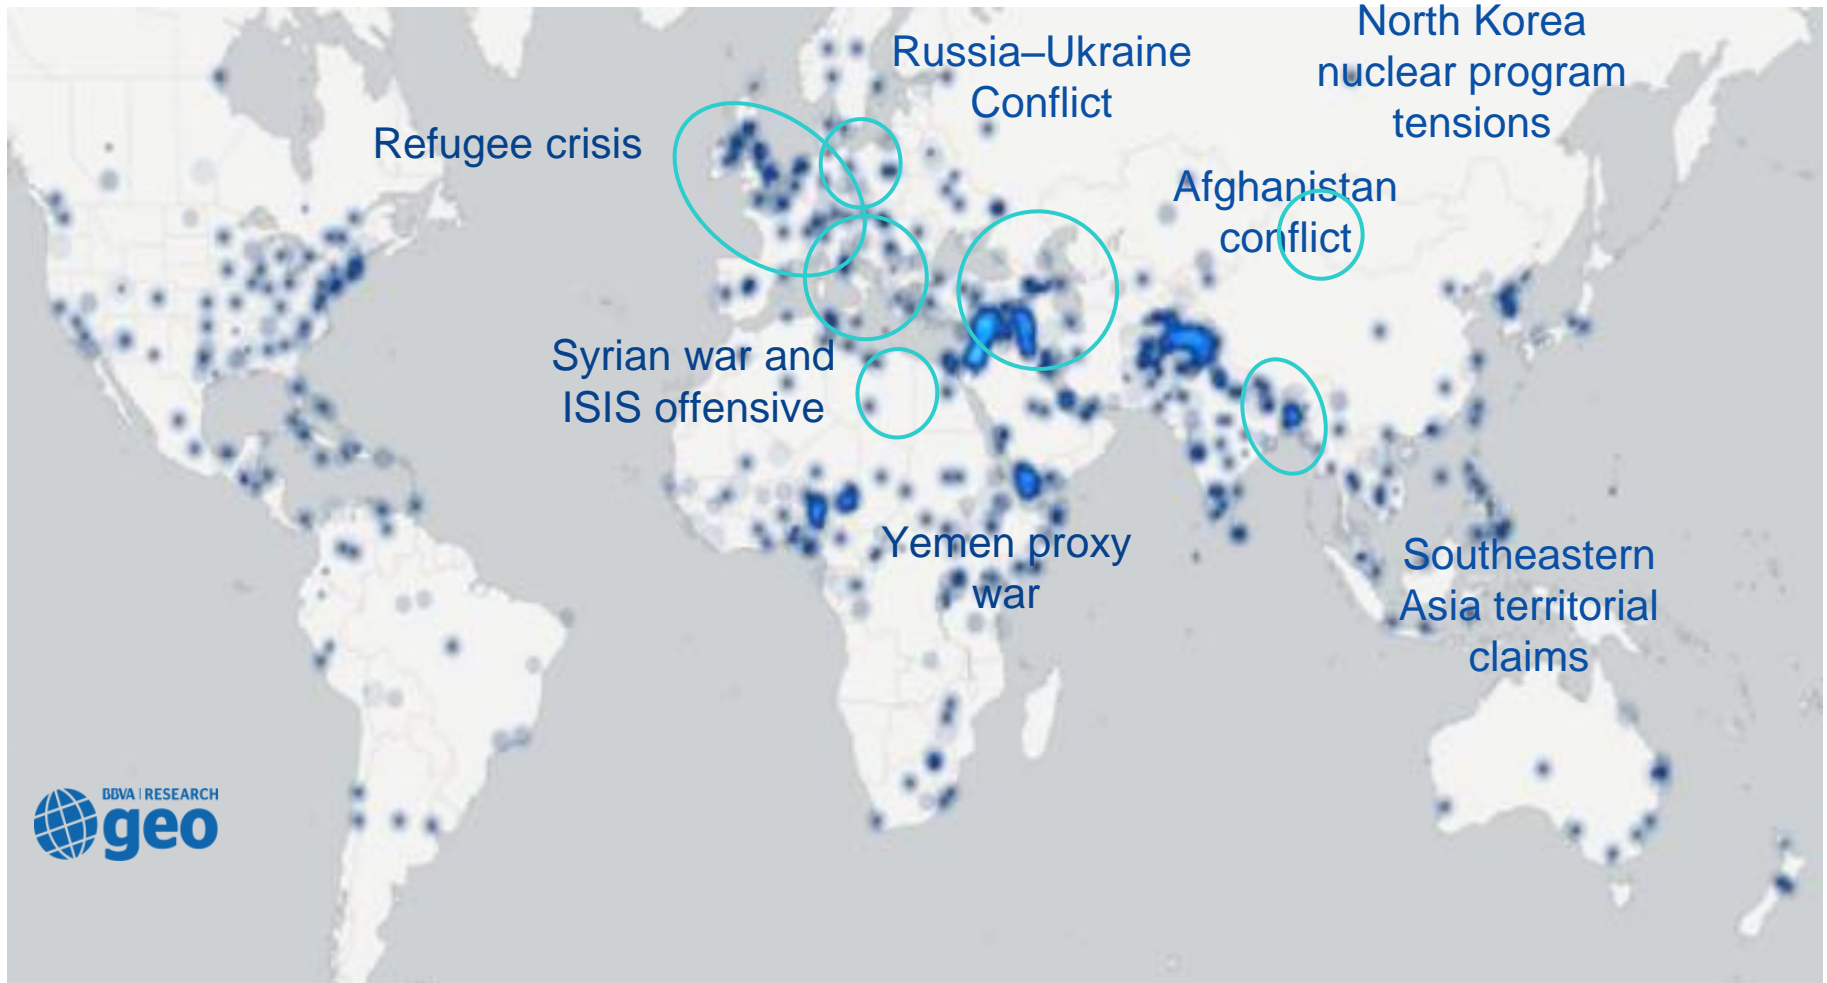 North Korea
nuclear program
tensions
Russia–Ukraine
Conflict
Refugee crisis
Afghanistan
conflict
Syrian war and
ISIS offensive
Yemen proxy
war
Southeastern
Asia territorial
claims
BBVA | RESEARCH
geo